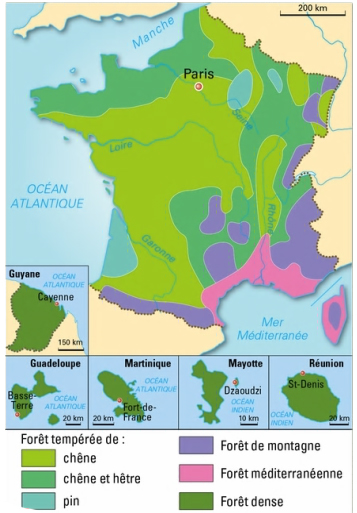 200 km
Manche
Paris
Seine
Loire
OCÉAN
ATLANTIQUE
Rhône
Garonne
Mer
Méditerranée
Guyane
OCÉAN
ATLANTIQUE
Cayenne
150 km
Guadeloupe
Basse-
Terre
OCÉAN
ATLANTIQUE
20 km
Martinique
OCÉAN
ATLANTIQUE
Fort-de-
France
20 km
Mayotte
Dzaoudzi
OCÉAN
INDIEN
10 km
Réunion
St-Denis
OCÉAN
INDIEN
20 km
Forêt tempérée de :
chêne
chêne et hêtre
pin
Forêt de montagne
Forêt méditerranéenne
Forêt dense